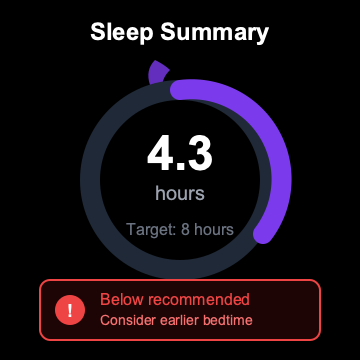 Sleep Summary
4.3
hours
Target: 8 hours
!
Below recommended
Consider earlier bedtime